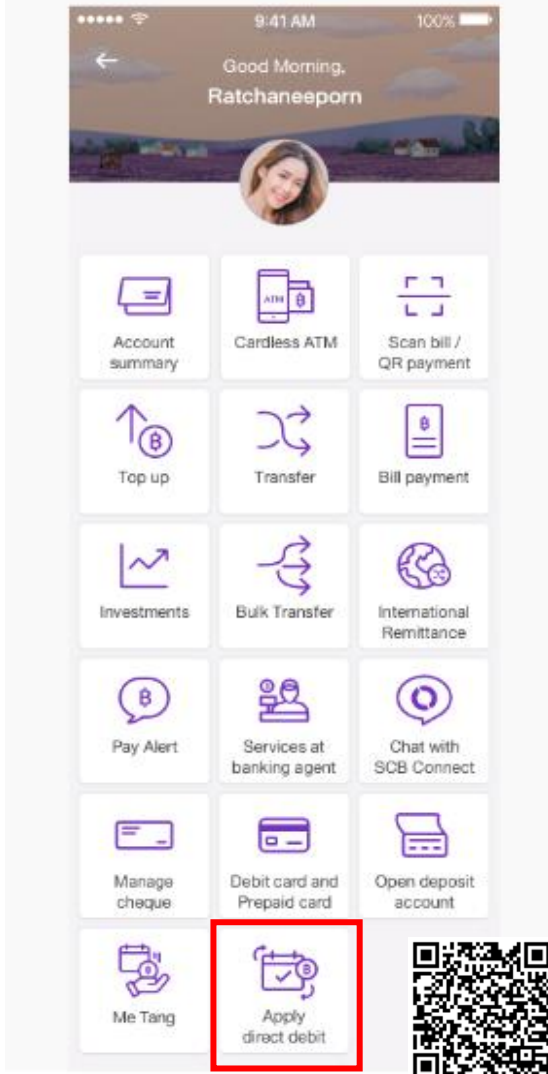 9:41 AM 100%
Good Morning,
Ratchaneeporn
ATM ฿
Account summary
Cardless ATM
Scan bill / QR payment
฿
฿
Top up
Transfer
Bill payment
Investments
Bulk Transfer
International Remittance
฿
Pay Alert
Services at banking agent
Chat with SCB Connect
Manage cheque
Debit card and Prepaid card
Open deposit account
฿
Me Tang
Apply direct debit